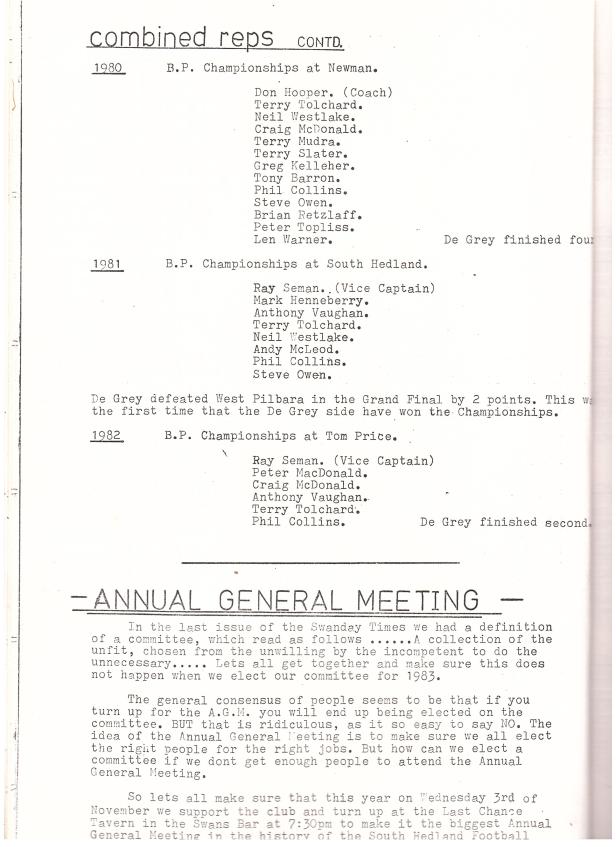 combined reps CONTD.
1980 B.P. Championships at Newman.
Don Hooper. (Coach)
Terry Tolchard.
Neil Westlake.
Craig McDonald.
Terry Mudra.
Terry Slater.
Greg Kelleher.
Tony Barron.
Phil Collins.
Steve Owen.
Brian Retzlaff.
Peter Topliss.
Len Warner. De Grey finished four
1981 B.P. Championships at South Hedland.
Ray Seman. (Vice Captain)
Mark Henneberry.
Anthony Vaughan.
Terry Tolchard.
Neil Westlake.
Andy McLeod.
Phil Collins.
Steve Owen.
De Grey defeated West Pilbara in the Grand Final by 2 points. This wa
the first time that the De Grey side have won the Championships.
1982 B.P. Championships at Tom Price.
Ray Seman. (Vice Captain)
Peter MacDonald.
Craig McDonald.
Anthony Vaughan.
Terry Tolchard.
Phil Collins. De Grey finished second.
- ANNUAL GENERAL MEETING -
In the last issue of the Swanday Times we had a definition
of a committee, which read as follows ......A collection of the
unfit, chosen from the unwilling by the incompetent to do the
unnecessary..... Lets all get together and make sure this does
not happen when we elect our committee for 1983.
The general consensus of people seems to be that if you
turn up for the A.G.M. you will end up being elected on the
committee. BUT that is ridiculous, as it so easy to say NO. The
idea of the Annual General Meeting is to make sure we all elect
the right people for the right jobs. But how can we elect a
committee if we dont get enough people to attend the Annual
General Meeting.
So lets all make sure that this year on Wednesday 3rd of
November we support the club and turn up at the Last Chance
Tavern in the Swans Bar at 7:30pm to make it the biggest Annual
General Meeting in the history of the South Hedland Football